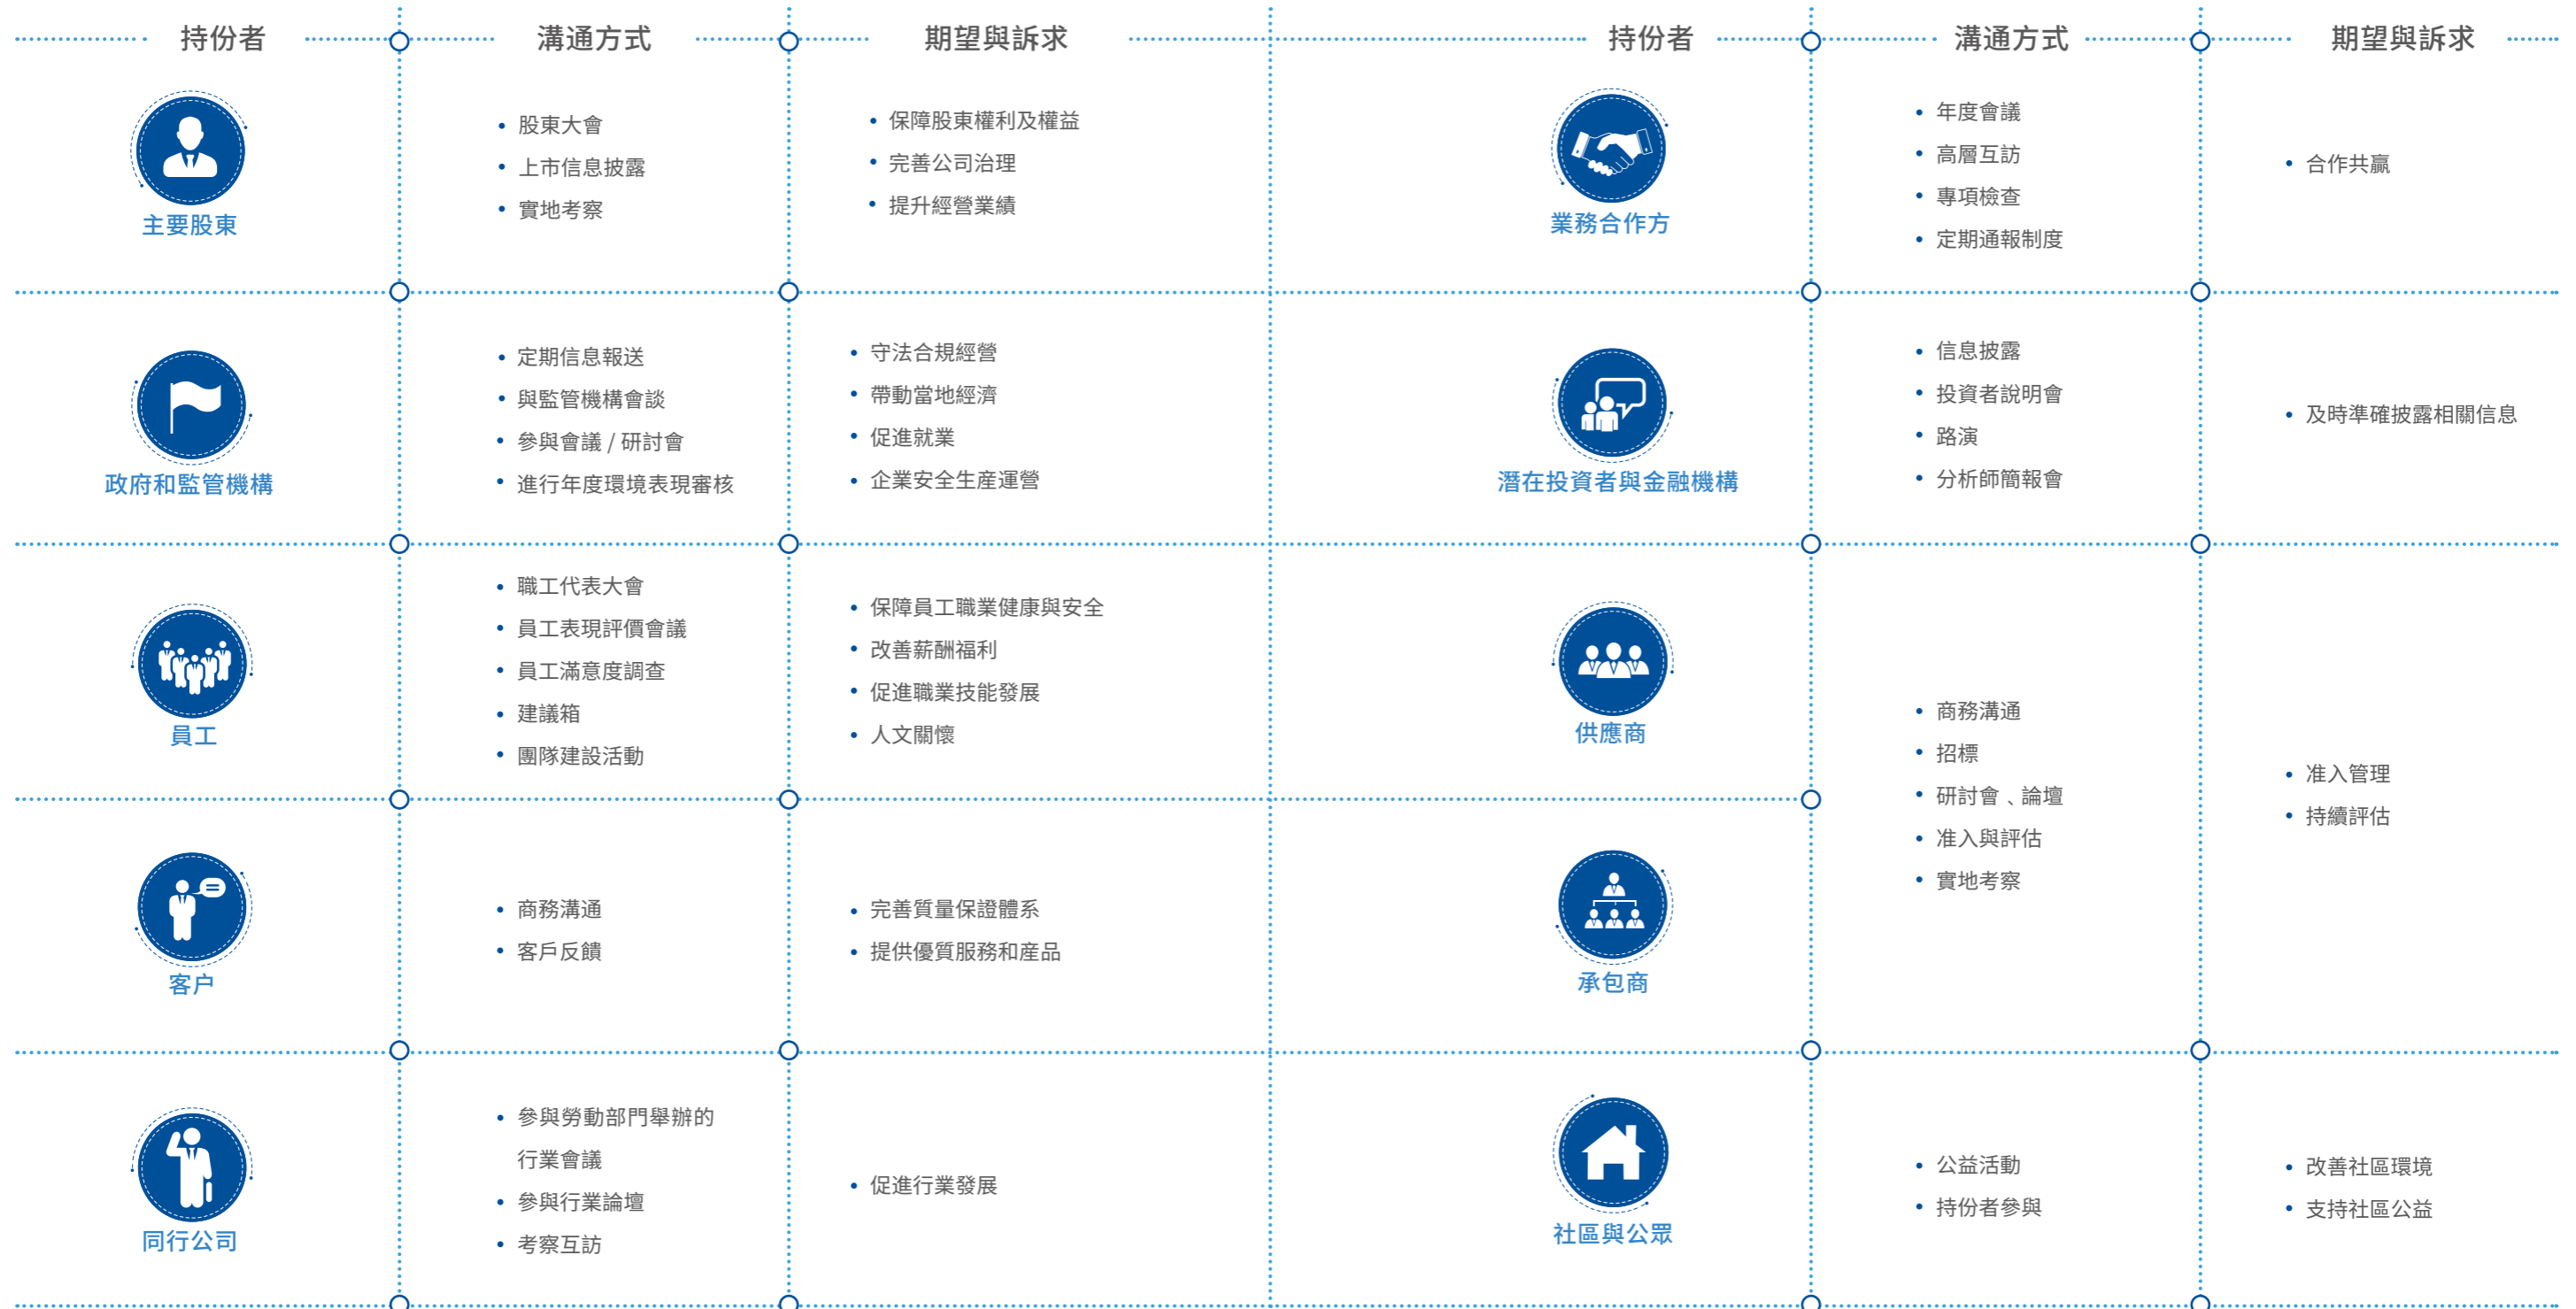 持份者
溝通方式
期望與訴求
主要股東
股東大會
上市信息披露
實地考察
保障股東權利及權益
完善公司治理
提升經營業績
政府和監管機構
定期信息報送
與監管機構會談
參與會議 / 研討會
進行年度環境表現審核
守法合規經營
帶動當地經濟
促進就業
企業安全生産運營
員工
職工代表大會
員工表現評價會議
員工滿意度調查
建議箱
團隊建設活動
保障員工職業健康與安全
改善薪酬福利
促進職業技能發展
人文關懷
客户
商務溝通
客戶反饋
完善質量保證體系
提供優質服務和産品
同行公司
參與勞動部門舉辦的
行業會議
參與行業論壇
考察互訪
促進行業發展
持份者
溝通方式
期望與訴求
業務合作方
年度會議
高層互訪
專項檢查
定期通報制度
合作共贏
潛在投資者與金融機構
信息披露
投資者說明會
路演
分析師簡報會
及時準確披露相關信息
供應商
承包商
商務溝通
招標
研討會、論壇
准入與評估
實地考察
准入管理
持續評估
社區與公眾
公益活動
持份者參與
改善社區環境
支持社區公益